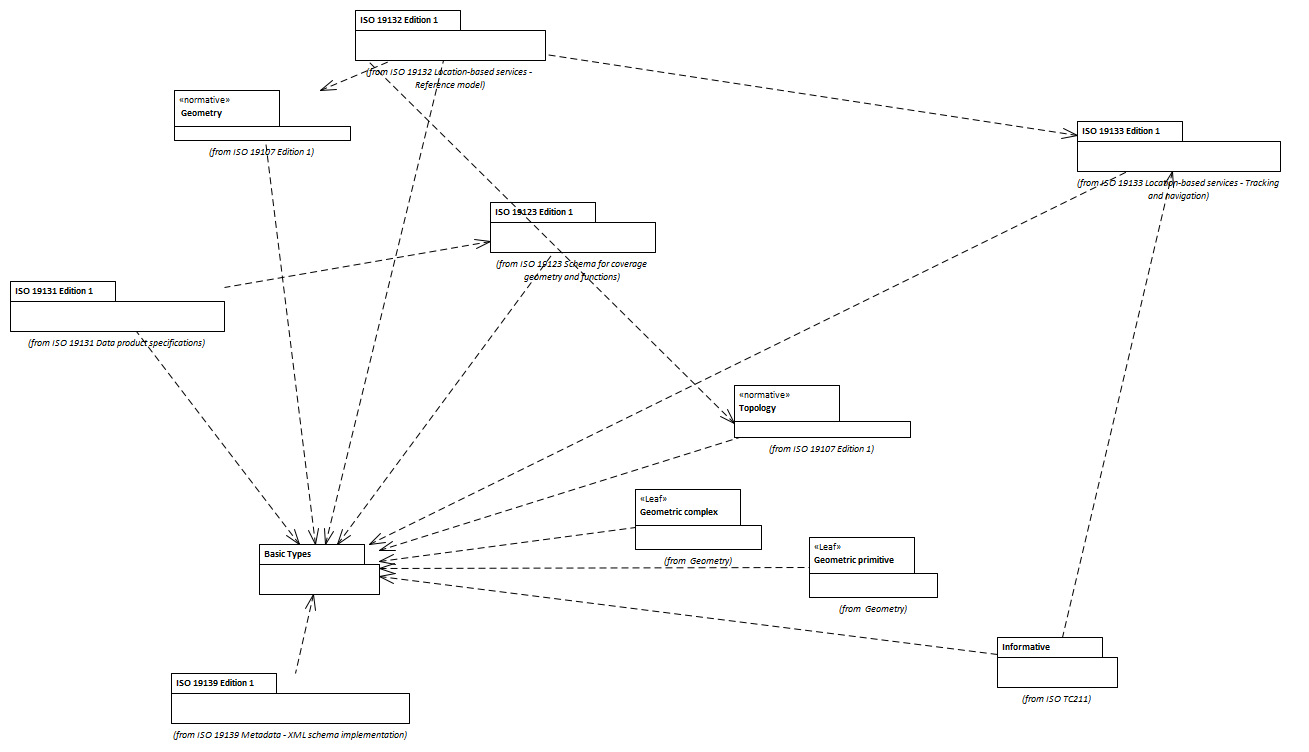 ISO 19132 Edition 1
(from ISO 19132 Location-based services -
Reference model)
«normative»
Geometry
(from ISO 19107 Edition 1)
ISO 19133 Edition 1
(from ISO 19133 Location-based services - Tracking
and navigation)
ISO 19123 Edition 1
(from ISO 19123 Schema for coverage
geometry and functions)
ISO 19131 Edition 1
(from ISO 19131 Data product specifications)
«normative»
Topology
(from ISO 19107 Edition 1)
«Leaf»
Geometric complex
(from Geometry)
«Leaf»
Geometric primitive
(from Geometry)
Basic Types
Informative
(from ISO TC211)
ISO 19139 Edition 1
(from ISO 19139 Metadata - XML schema implementation)